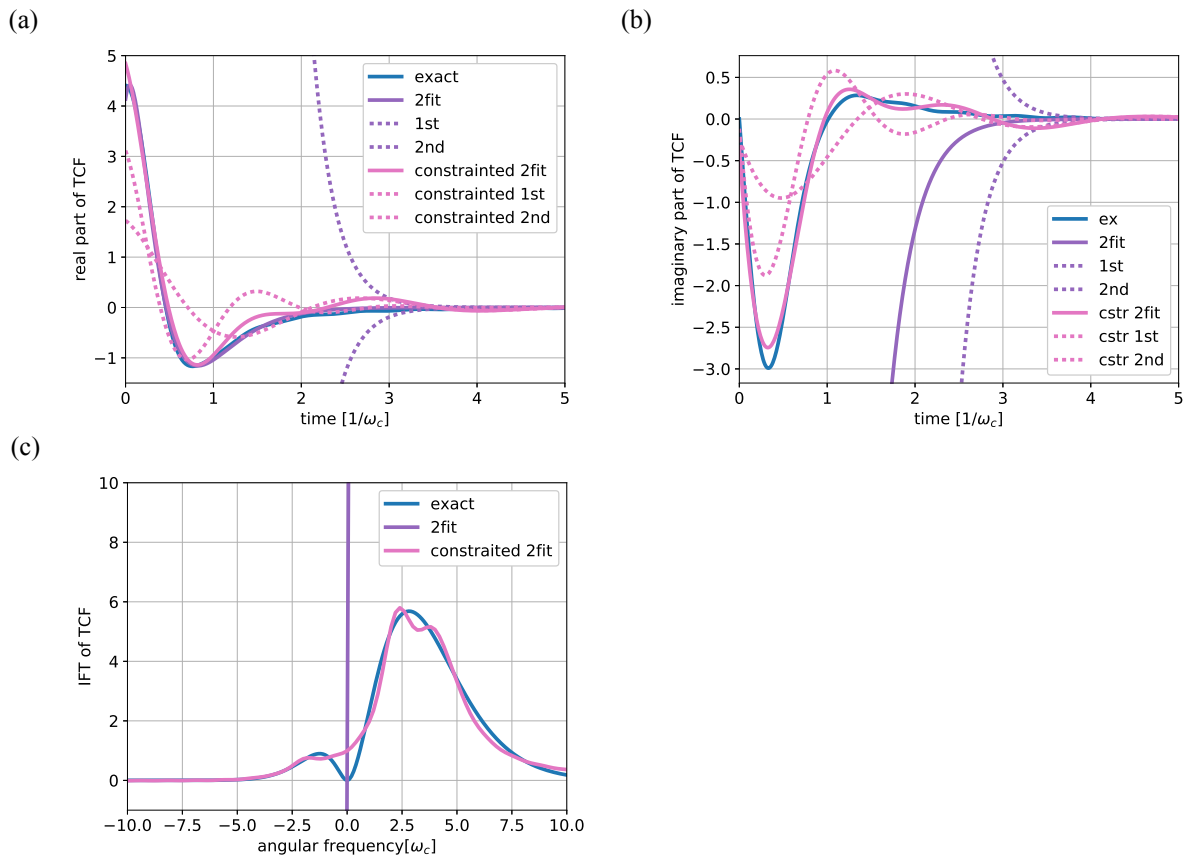 (a)
5
4
3
2
1
0
−1
real part of TCF
0
1
2
3
4
5
time [1/ω_c]
exact
2fit
1st
2nd
constrainted 2fit
constrainted 1st
constrainted 2nd
(b)
0.5
0.0
−0.5
−1.0
−1.5
−2.0
−2.5
−3.0
imaginary part of TCF
0
1
2
3
4
5
time [1/ω_c]
ex
2fit
1st
2nd
cstr 2fit
cstr 1st
cstr 2nd
(c)
10
8
6
4
2
0
IFT of TCF
−10.0
−7.5
−5.0
−2.5
0.0
2.5
5.0
7.5
10.0
angular frequency[ω_c]
exact
2fit
constraited 2fit